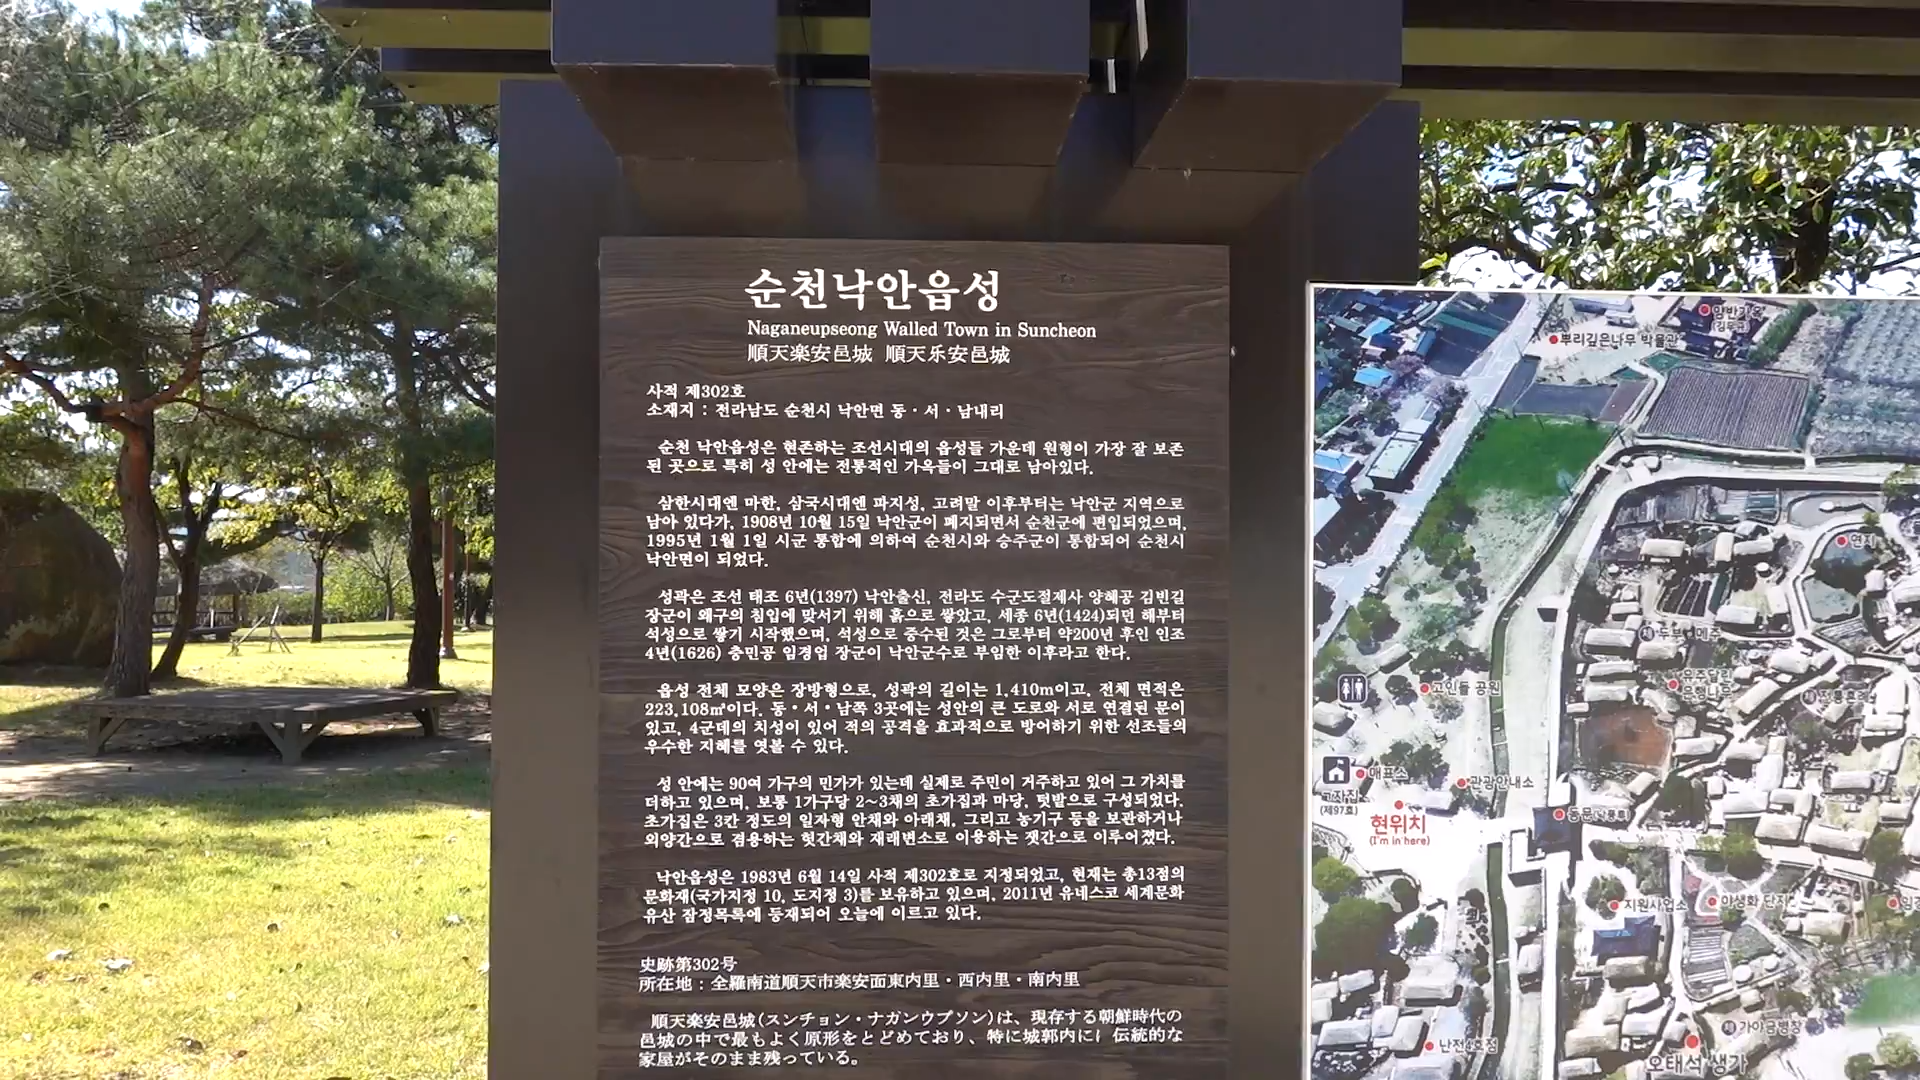 순천낙안읍성
Naganeupseong Walled Town in Suncheon
順天楽安邑城 順天乐安邑城
사적 제302호
소재지 : 전라남도 순천시 낙안면 동·서·남내리
순천 낙안읍성은 현존하는 조선시대의 읍성들 가운데 원형이 가장 잘 보존
된 곳으로 특히 성 안에는 전통적인 가옥들이 그대로 남아있다.
삼한시대엔 마한, 삼국시대엔 파지성, 고려말 이후부터는 낙안군 지역으로
남아 있다가, 1908년 10월 15일 낙안군이 폐지되면서 순천군에 편입되었으며,
1995년 1월 1일 시군 통합에 의하여 순천시와 승주군이 통합되어 순천시
낙안면이 되었다.
성곽은 조선 태조 6년(1397) 낙안출신, 전라도 수군도절제사 양혜공 김빈길
장군이 왜구의 침입에 맞서기 위해 흙으로 쌓았고, 세종 6년(1424)되던 해부터
석성으로 쌓기 시작했으며, 석성으로 중수된 것은 그로부터 약200년 후인 인조
4년(1626) 충민공 임경업 장군이 낙안군수로 부임한 이후라고 한다.
읍성 전체 모양은 장방형으로, 성곽의 길이는 1,410m이고, 전체 면적은
223,108㎡이다. 동·서·남쪽 3곳에는 성안의 큰 도로와 서로 연결된 문이
있고, 4군데의 치성이 있어 적의 공격을 효과적으로 방어하기 위한 선조들의
우수한 지혜를 엿볼 수 있다.
성 안에는 90여 가구의 민가가 있는데 실제로 주민이 거주하고 있어 그 가치를
더하고 있으며, 보통 1가구당 2~3채의 초가집과 마당, 텃밭으로 구성되었다.
초가집은 3칸 정도의 일자형 안채와 아래채, 그리고 농기구 등을 보관하거나
외양간으로 겸용하는 헛간채와 재래변소로 이용하는 잿간으로 이루어졌다.
낙안읍성은 1983년 6월 14일 사적 제302호로 지정되었고, 현재는 총13점의
문화재(국가지정 10, 도지정 3)를 보유하고 있으며, 2011년 유네스코 세계문화
유산 잠정목록에 등재되어 오늘에 이르고 있다.
史跡第302号
所在地 : 全羅南道順天市楽安面東内里・西内里・南内里
順天楽安邑城(スンチョン・ナガンウプソン)は、現存する朝鮮時代の
邑城の中で最もよく原形をとどめており、特に城郭内には 伝統的な
家屋がそのまま残っている。
뿌리깊은나무 박물관
연지
두부, 메주
고인돌 공원
은행나무
매표소
관광안내소
(제97호)
현위치
(I'm in here)
동문(낙풍루)
지원사업소
야생화 단지
가야금병창
난전4호점
오태석 생가